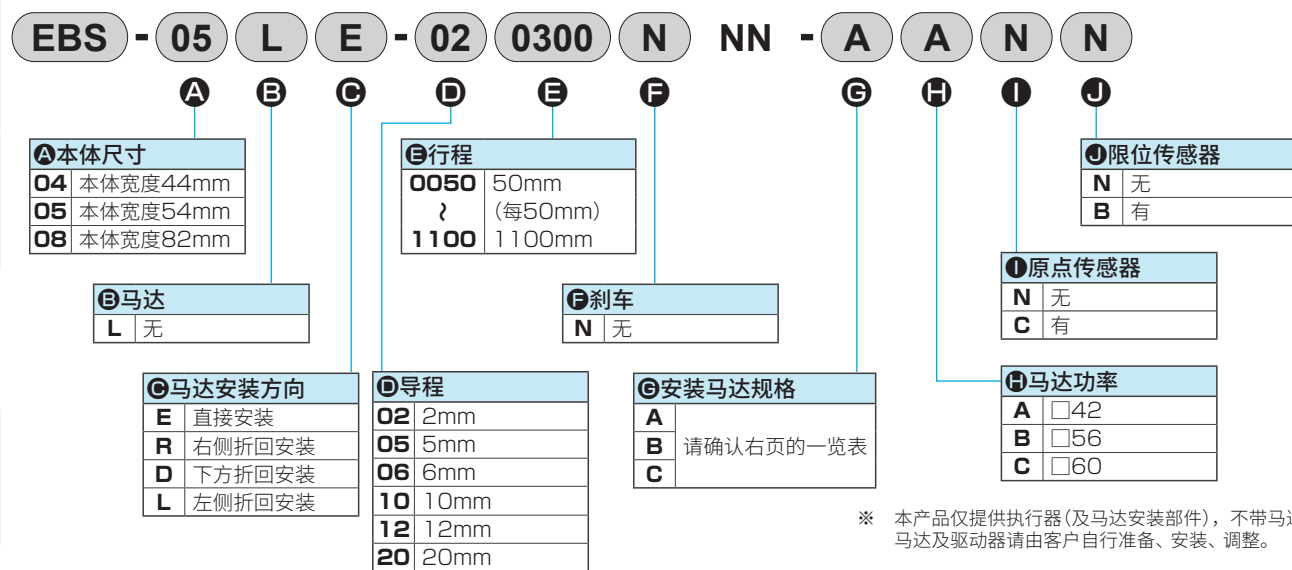 EBS - 05 L E - 02 0300 N NN - A A N N
A B C D E F G H I J
A本体尺寸
04 本体宽度44mm
05 本体宽度54mm
08 本体宽度82mm
E行程
0050 50mm
~ （每50mm）
1100 1100mm
J限位传感器
N 无
B 有
B马达
L 无
F刹车
N 无
I原点传感器
N 无
C 有
C马达安装方向
E 直接安装
R 右侧折回安装
D 下方折回安装
L 左侧折回安装
D导程
02 2mm
05 5mm
06 6mm
10 10mm
12 12mm
20 20mm
G安装马达规格
A
B 请确认右页的一览表
C
H马达功率
A □42
B □56
C □60
※ 本产品仅提供执行器(及马达安装部件)，不带马
马达及驱动器请由客户自行准备、安装、调整。